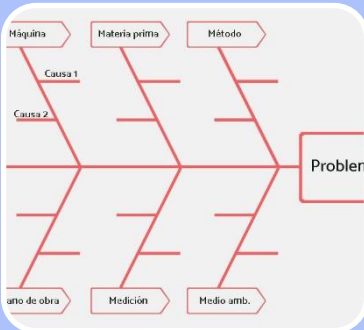 Máquina
Materia prima
Método
Causa 1
Causa 2
Problem
ano de obra
Medición
Medio amb.